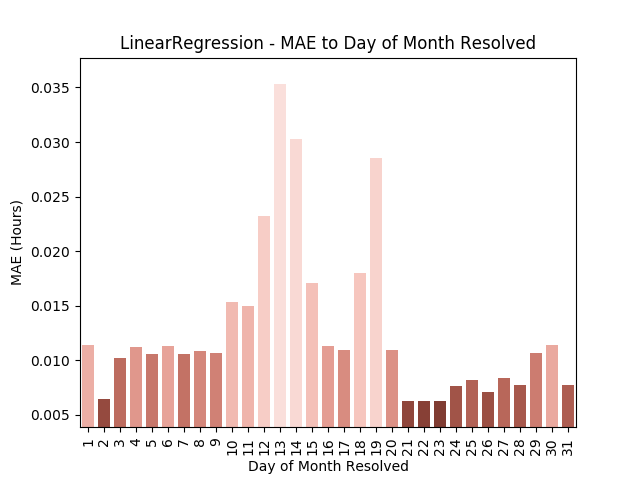 LinearRegression - MAE to Day of Month Resolved
0.035
0.030
0.025
0.020
0.015
0.010
0.005
MAE (Hours)
1 2 3 4 5 6 7 8 9 10 11 12 13 14 15 16 17 18 19 20 21 22 23 24 25 26 27 28 29 30 31
Day of Month Resolved